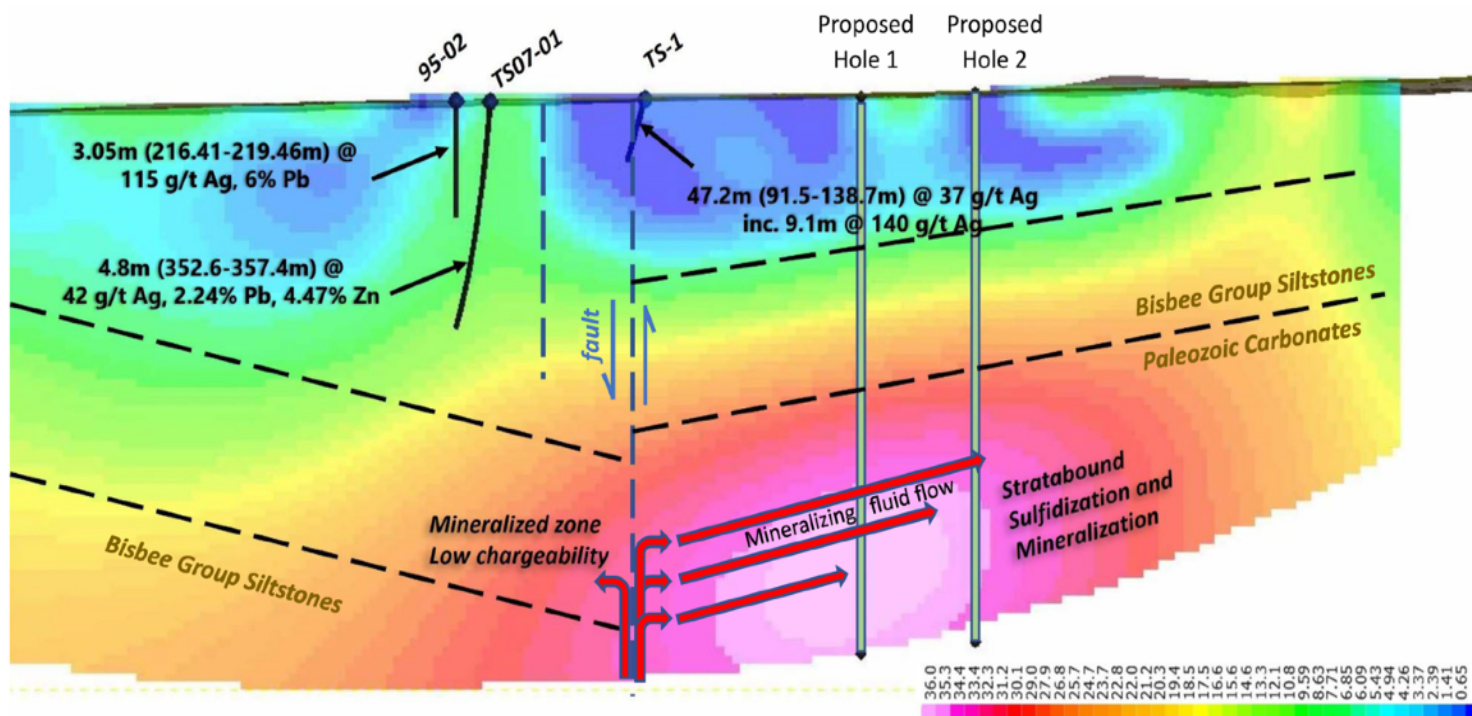 95-02
TS07-01
TS-1
Proposed
Hole 1
Proposed
Hole 2
3.05m (216.41-219.46m) @
115 g/t Ag, 6% Pb
47.2m (91.5-138.7m) @ 37 g/t Ag
inc. 9.1m @ 140 g/t Ag
4.8m (352.6-357.4m) @
42 g/t Ag, 2.24% Pb, 4.47% Zn
fault
Bisbee Group Siltstones
Paleozoic Carbonates
Mineralized zone
Low chargeability
Mineralizing fluid flow
Stratabound
Sulfidization and
Mineralization
Bisbee Group Siltstones
36.0 35.3 34.4 33.4 32.3 31.2 30.1 29.0 27.9 26.8 25.7 24.7 23.7 22.8 22.0 21.2 20.3 19.4 18.5 17.5 16.6 15.6 14.6 13.3 12.1 10.8 9.59 8.63 7.71 6.85 6.09 5.43 4.94 4.26 3.37 2.39 1.41 0.65